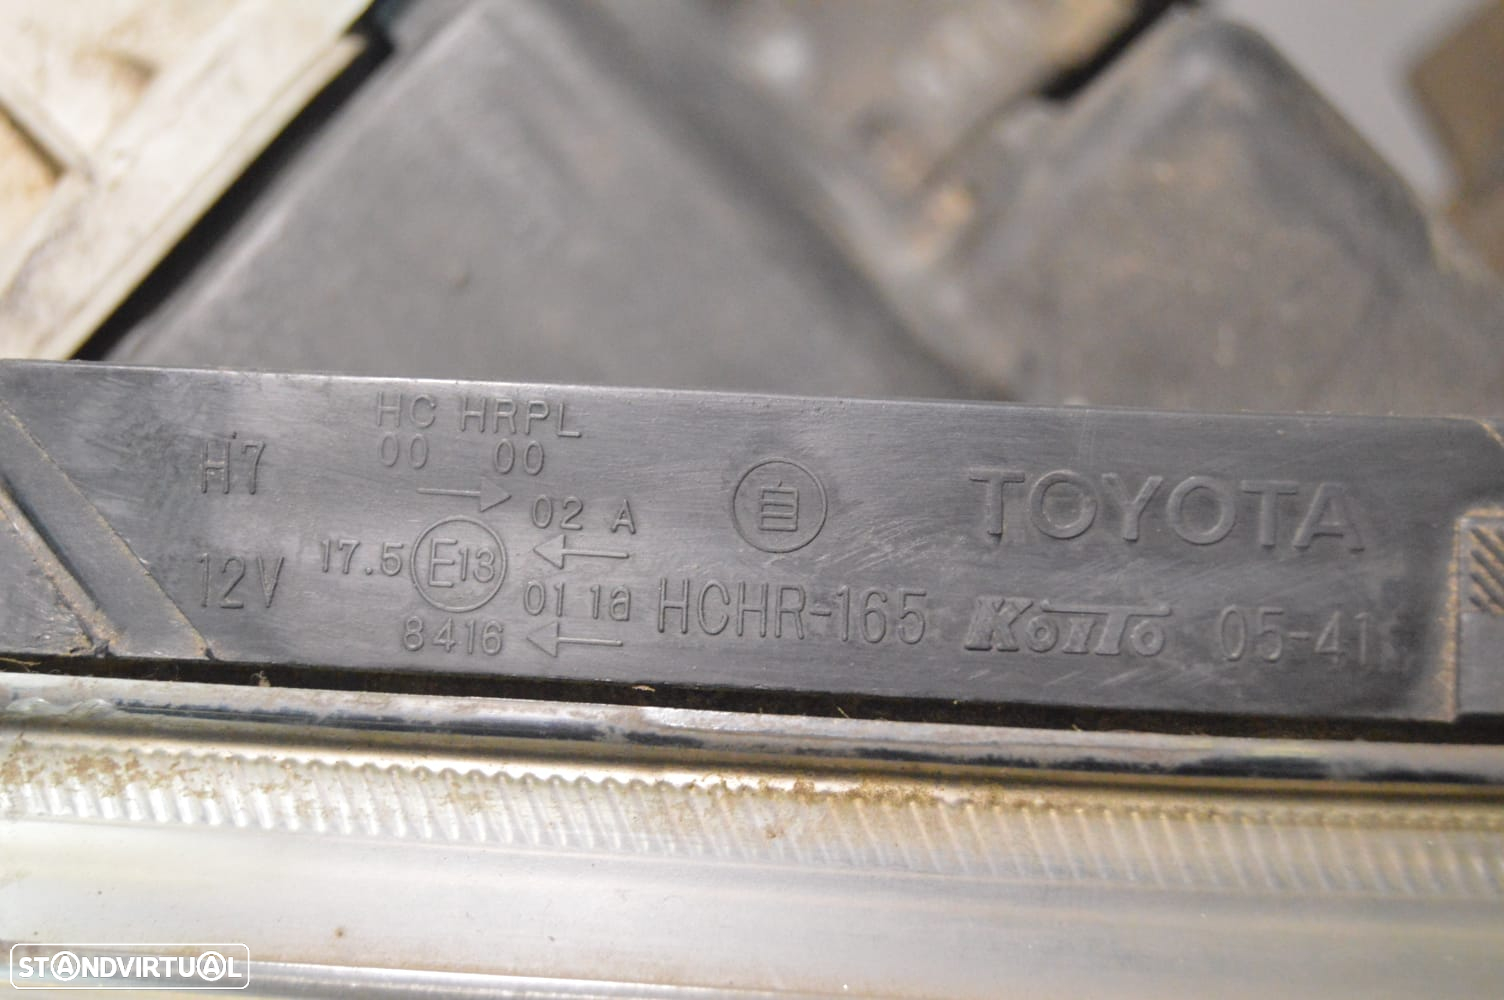 HC HRPL
00 00
H7
→
02 A
←
12V
17.5
E13
01 1a
8416
←
自
HCHR-165
TOYOTA
KOITO
05-41
STANDVIRTUAL